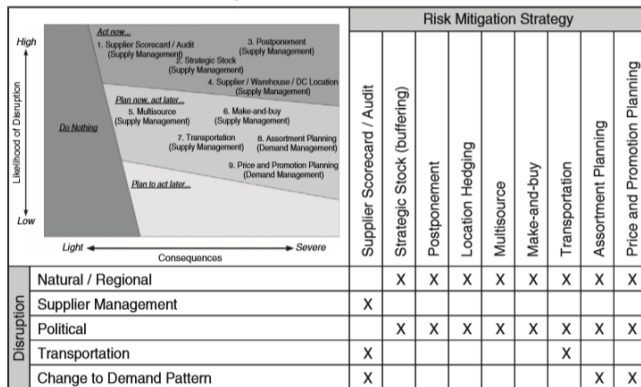 Risk Mitigation Strategy
High
Likelihood of Disruption
Low
Act now...
1. Supplier Scorecard / Audit
(Supply Management)
2. Strategic Stock
(Supply Management)
3. Postponement
(Supply Management)
4. Supplier / Warehouse / DC Location
(Supply Management)
Plan now, act later...
5. Multisource
(Supply Management)
6. Make-and-buy
(Supply Management)
Do Nothing
7. Transportation
(Supply Management)
8. Assortment Planning
(Demand Management)
9. Price and Promotion Planning
(Demand Management)
Plan to act later...
Light
Severe
Consequences
Supplier Scorecard / Audit
Strategic Stock (buffering)
Postponement
Location Hedging
Multisource
Make-and-buy
Transportation
Assortment Planning
Price and Promotion Planning
Disruption
Natural / Regional X X X X X X X X
Supplier Management X
Political X X X X X X X X
Transportation X X
Change to Demand Pattern X X X